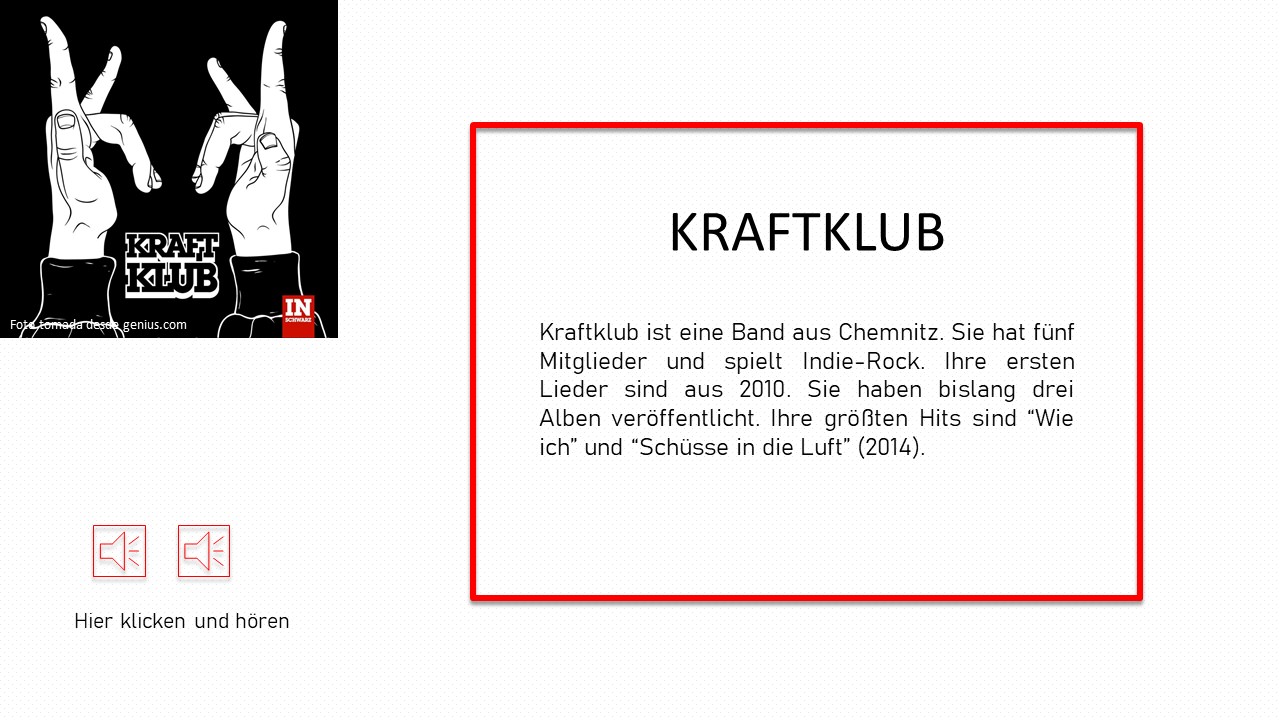 KRAFT
KLUB
IN
SCHWARZ
Foto tomada desde genius.com
KRAFTKLUB
Kraftklub ist eine Band aus Chemnitz. Sie hat fünf
Mitglieder und spielt Indie-Rock. Ihre ersten
Lieder sind aus 2010. Sie haben bislang drei
Alben veröffentlicht. Ihre größten Hits sind “Wie
ich” und “Schüsse in die Luft” (2014).
Hier klicken und hören